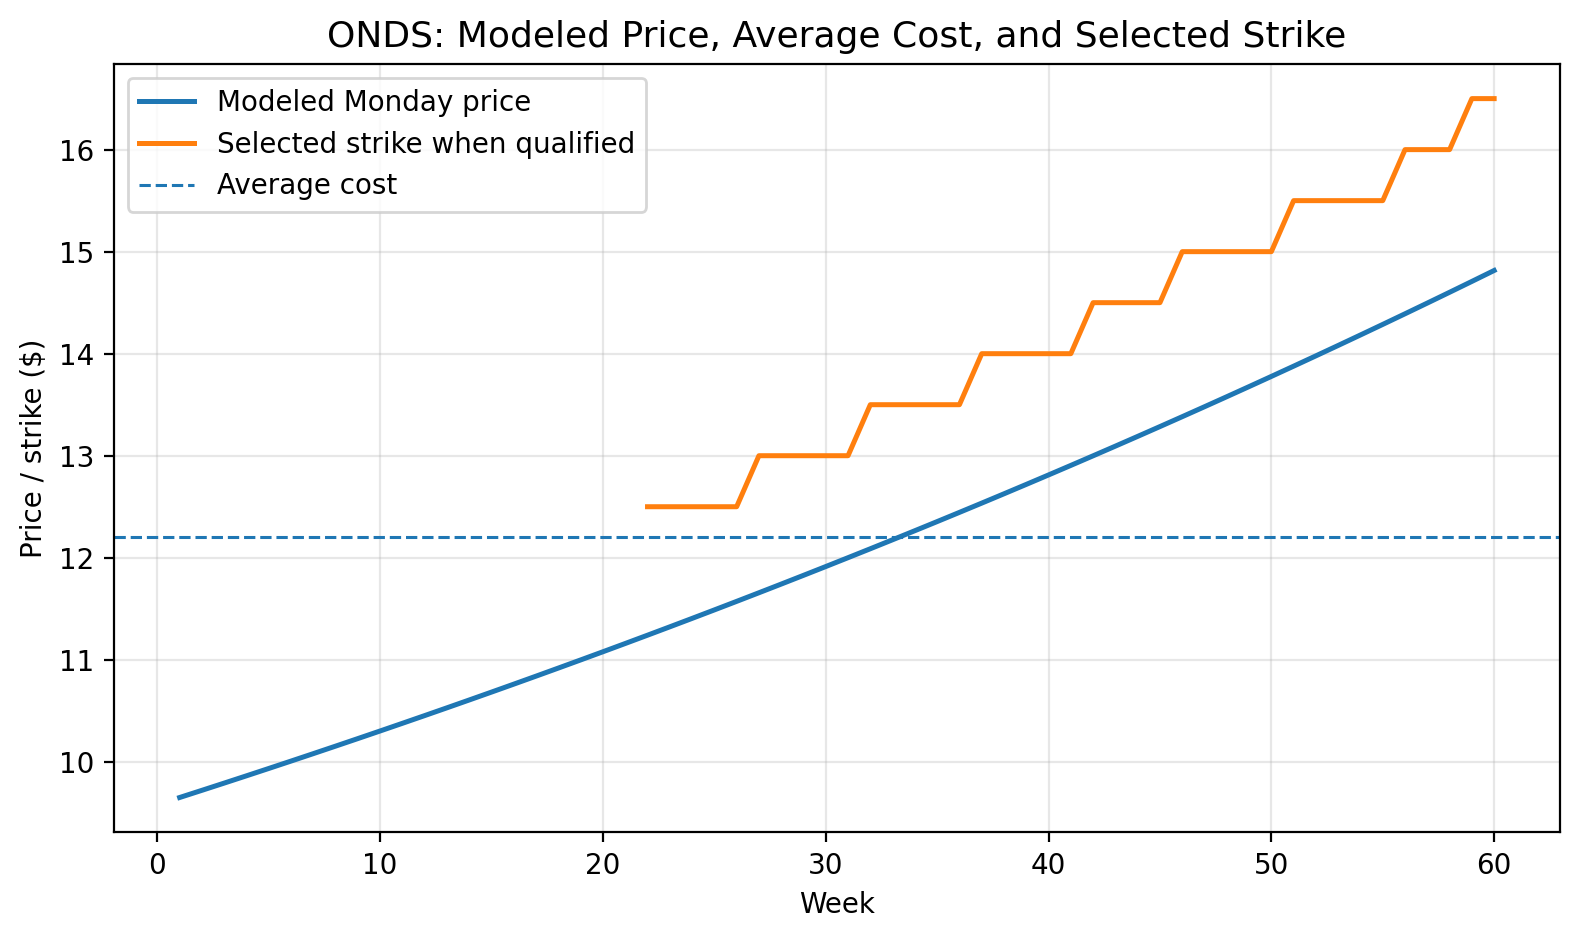 ONDS: Modeled Price, Average Cost, and Selected Strike
Modeled Monday price
Selected strike when qualified
Average cost
Price / strike ($)
16
15
14
13
12
11
10
0 10 20 30 40 50 60
Week